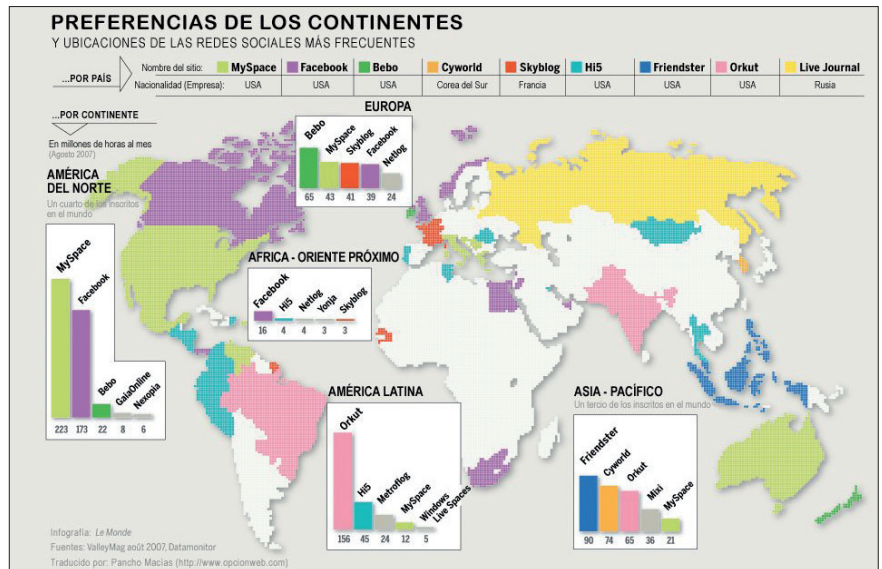 PREFERENCIAS DE LOS CONTINENTES
Y UBICACIONES DE LAS REDES SOCIALES MÁS FRECUENTES
...POR PAÍS
Nombre del sitio: MySpace Facebook Bebo Cyworld Skyblog Hi5 Friendster Orkut Live Journal
Nacionalidad (Empresa): USA USA USA Corea del Sur Francia USA USA USA Rusia
...POR CONTINENTE
En millones de horas al mes
(Agosto 2007)
EUROPA
Bebo MySpace Skyblog Facebook Netlog
65 43 41 39 24
AMÉRICA
DEL NORTE
Un cuarto de los inscritos
en el mundo
MySpace Facebook Bebo GaiaOnline Nexopia
223 173 22 8 6
AFRICA - ORIENTE PRÓXIMO
Facebook Hi5 Netlog Yonja Skyblog
16 4 4 3 3
AMÉRICA LATINA
Orkut Hi5 Metroflog MySpace Windows
Live Spaces
156 45 24 12 5
ASIA - PACÍFICO
Un tercio de los inscritos en el mundo
Friendster Cyworld Orkut Mixi MySpace
90 74 65 36 21
Infografía: Le Monde
Fuentes: ValleyMag août 2007, Datamonitor
Traducido por: Pancho Macias (http://www.opcionweb.com)